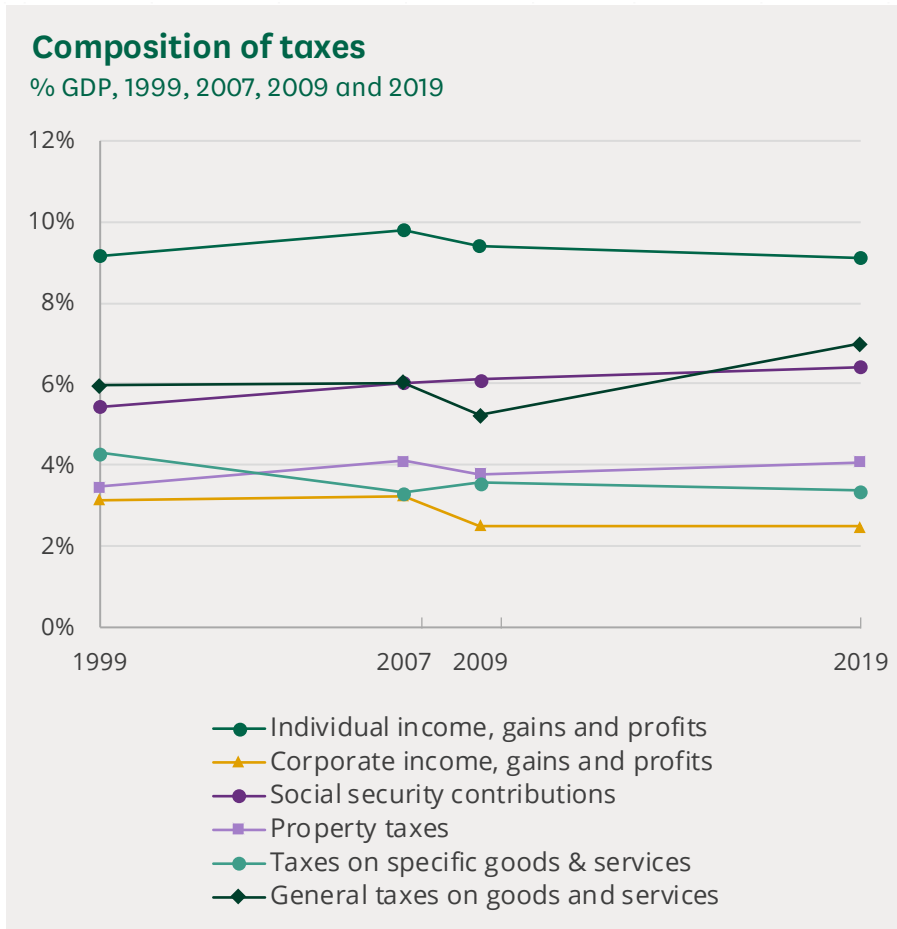 Composition of taxes
% GDP, 1999, 2007, 2009 and 2019
12%
10%
8%
6%
4%
2%
0%
1999 2007 2009 2019
Individual income, gains and profits
Corporate income, gains and profits
Social security contributions
Property taxes
Taxes on specific goods & services
General taxes on goods and services